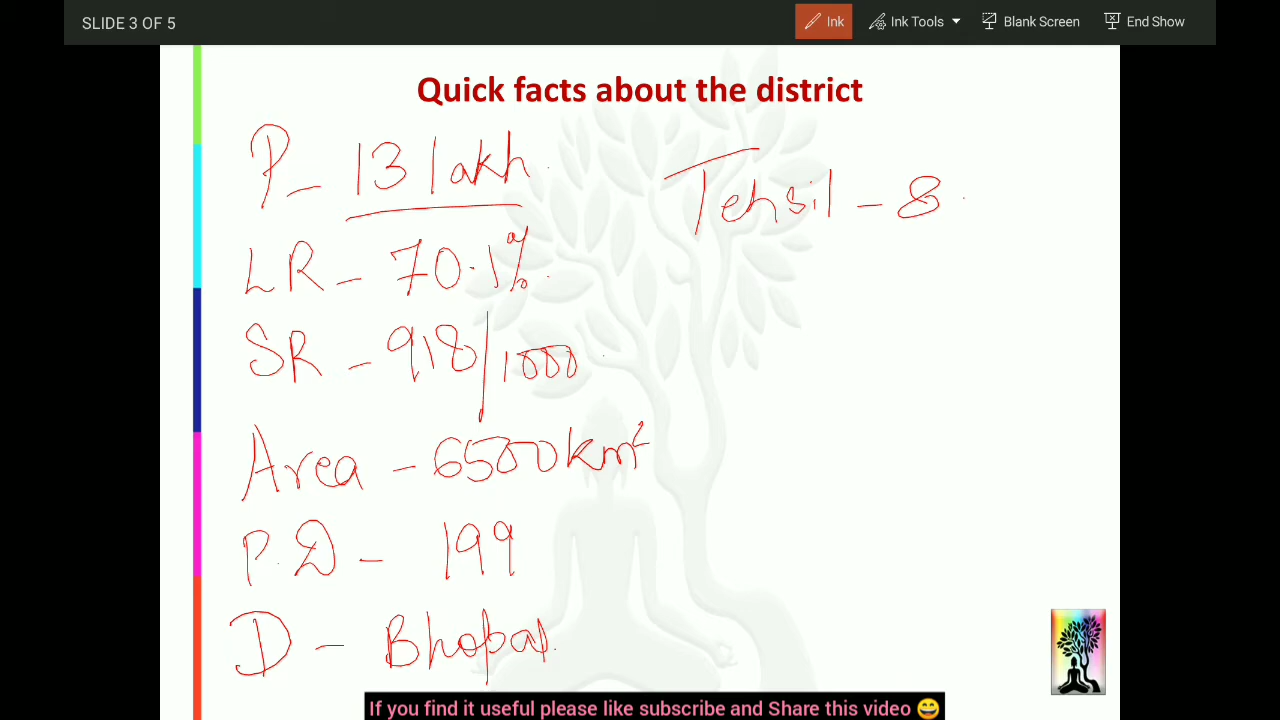 SLIDE 3 OF 5
Ink Ink Tools Blank Screen End Show
Quick facts about the district
P - 13 lakh
Tehsil - 8
LR - 70.1%
SR - 918/1000
Area - 6500 km²
P.D - 199
D - Bhopal
If you find it useful please like subscribe and Share this video 😄